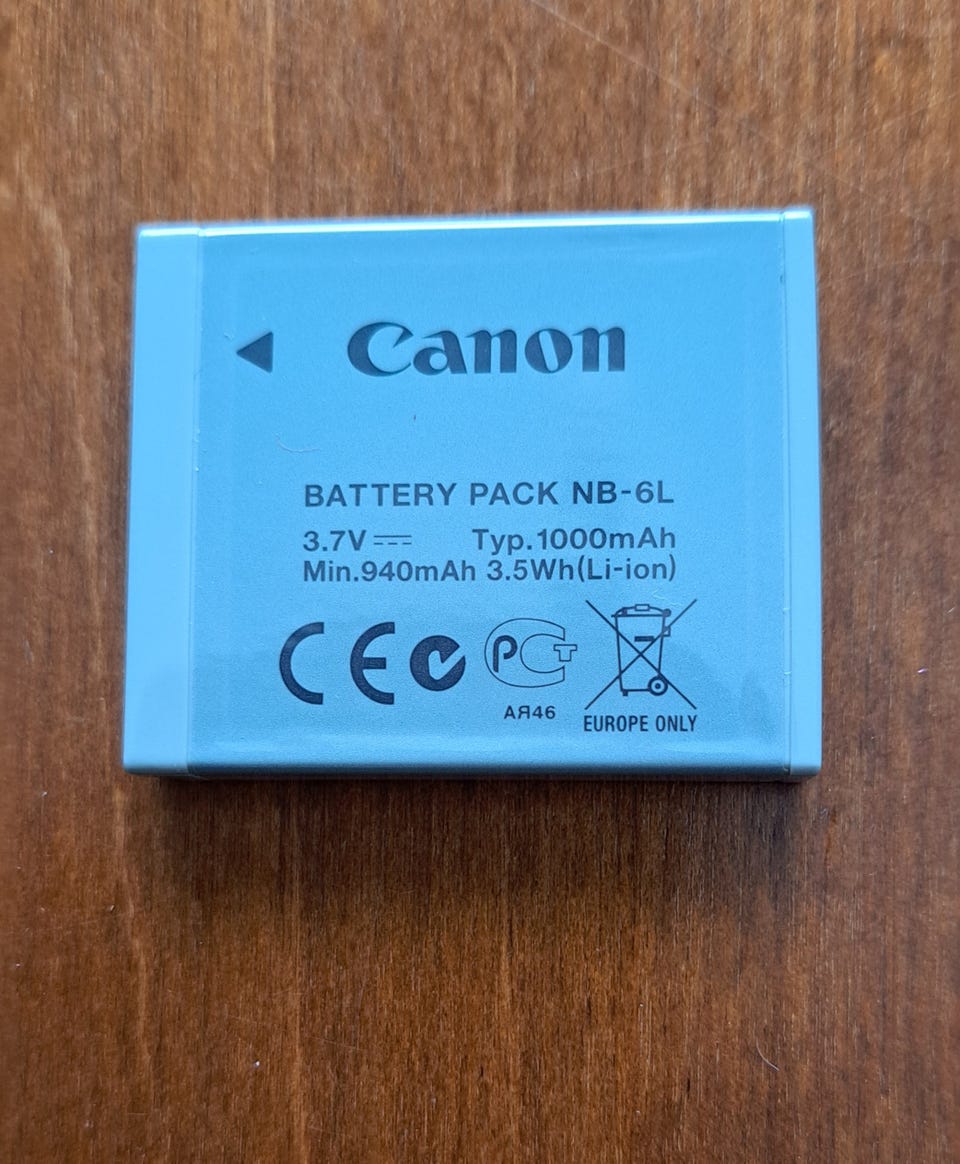 Canon
BATTERY PACK NB-6L
3.7V Typ.1000mAh
Min.940mAh 3.5Wh(Li-ion)
CE PCT
АЯ46
EUROPE ONLY